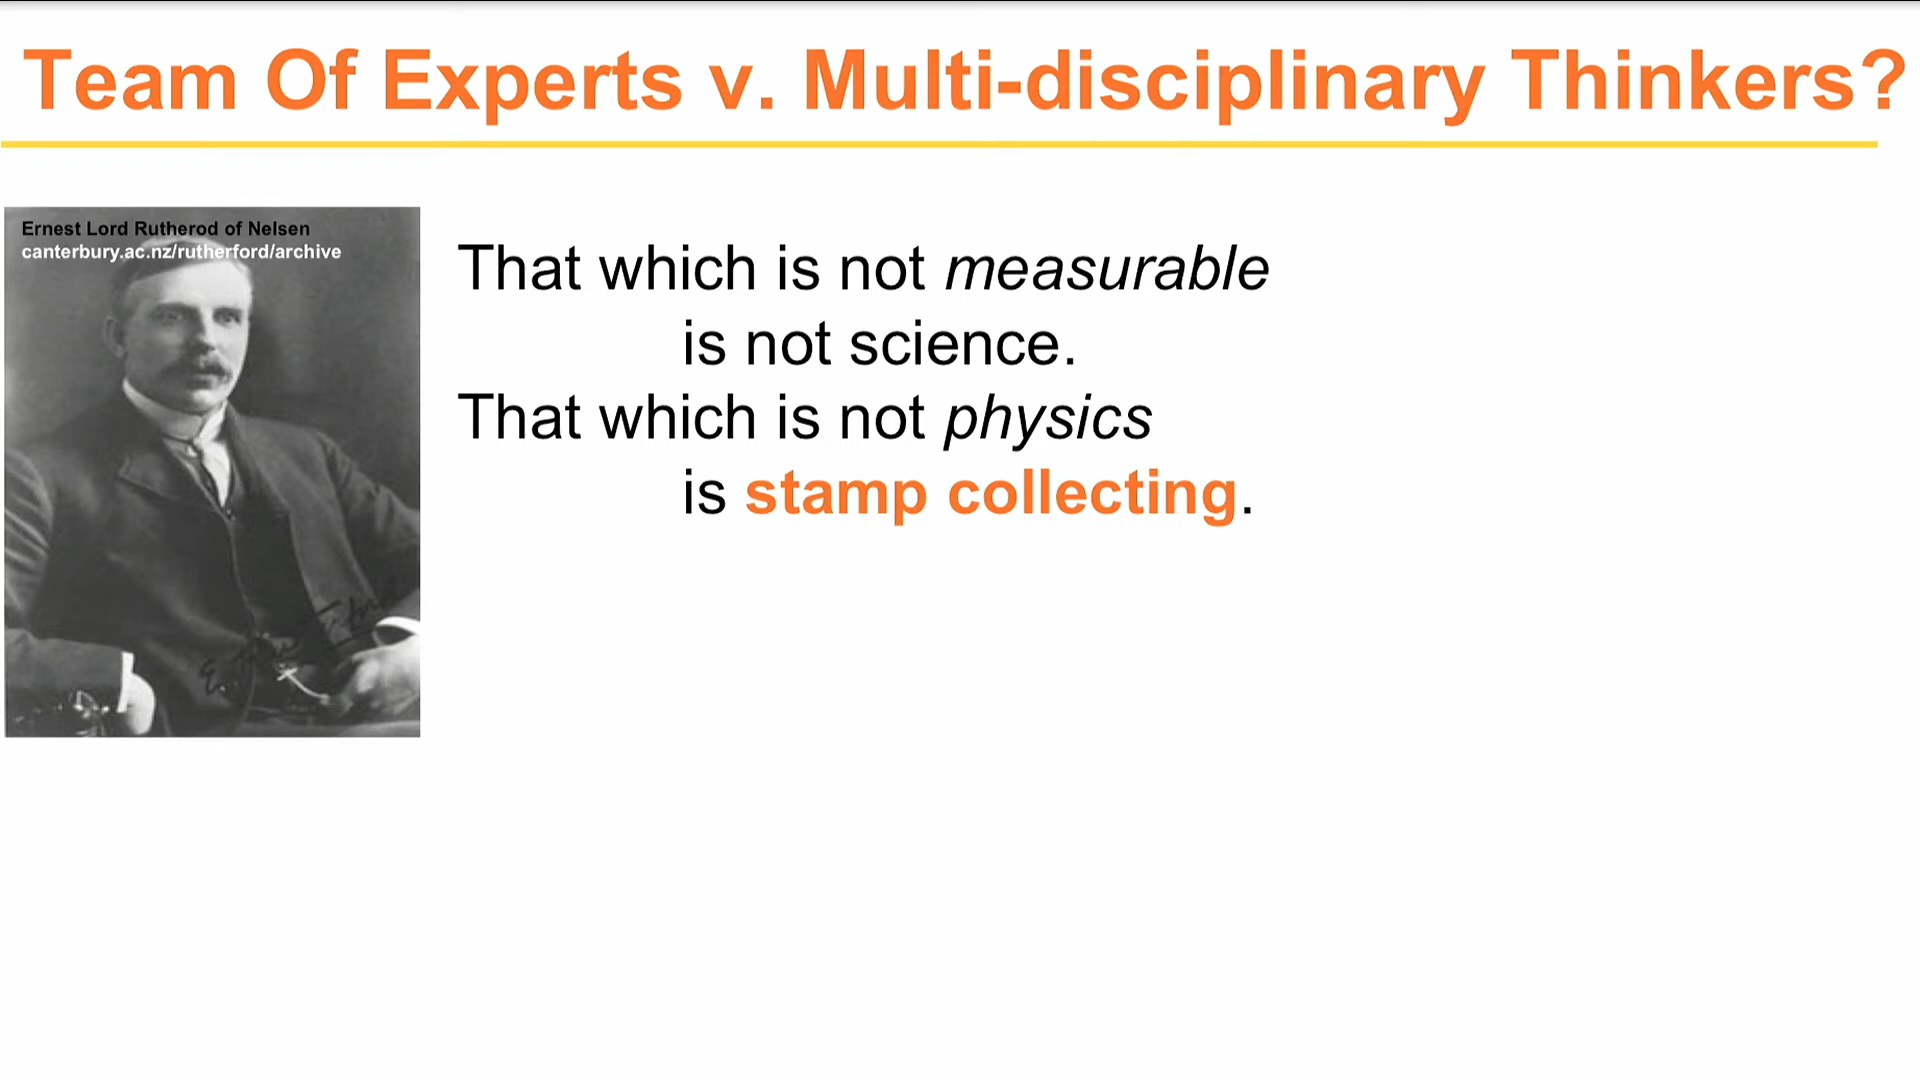 Team Of Experts v. Multi-disciplinary Thinkers?
Ernest Lord Rutherod of Nelsen
canterbury.ac.nz/rutherford/archive
That which is not measurable
is not science.
That which is not physics
is stamp collecting.